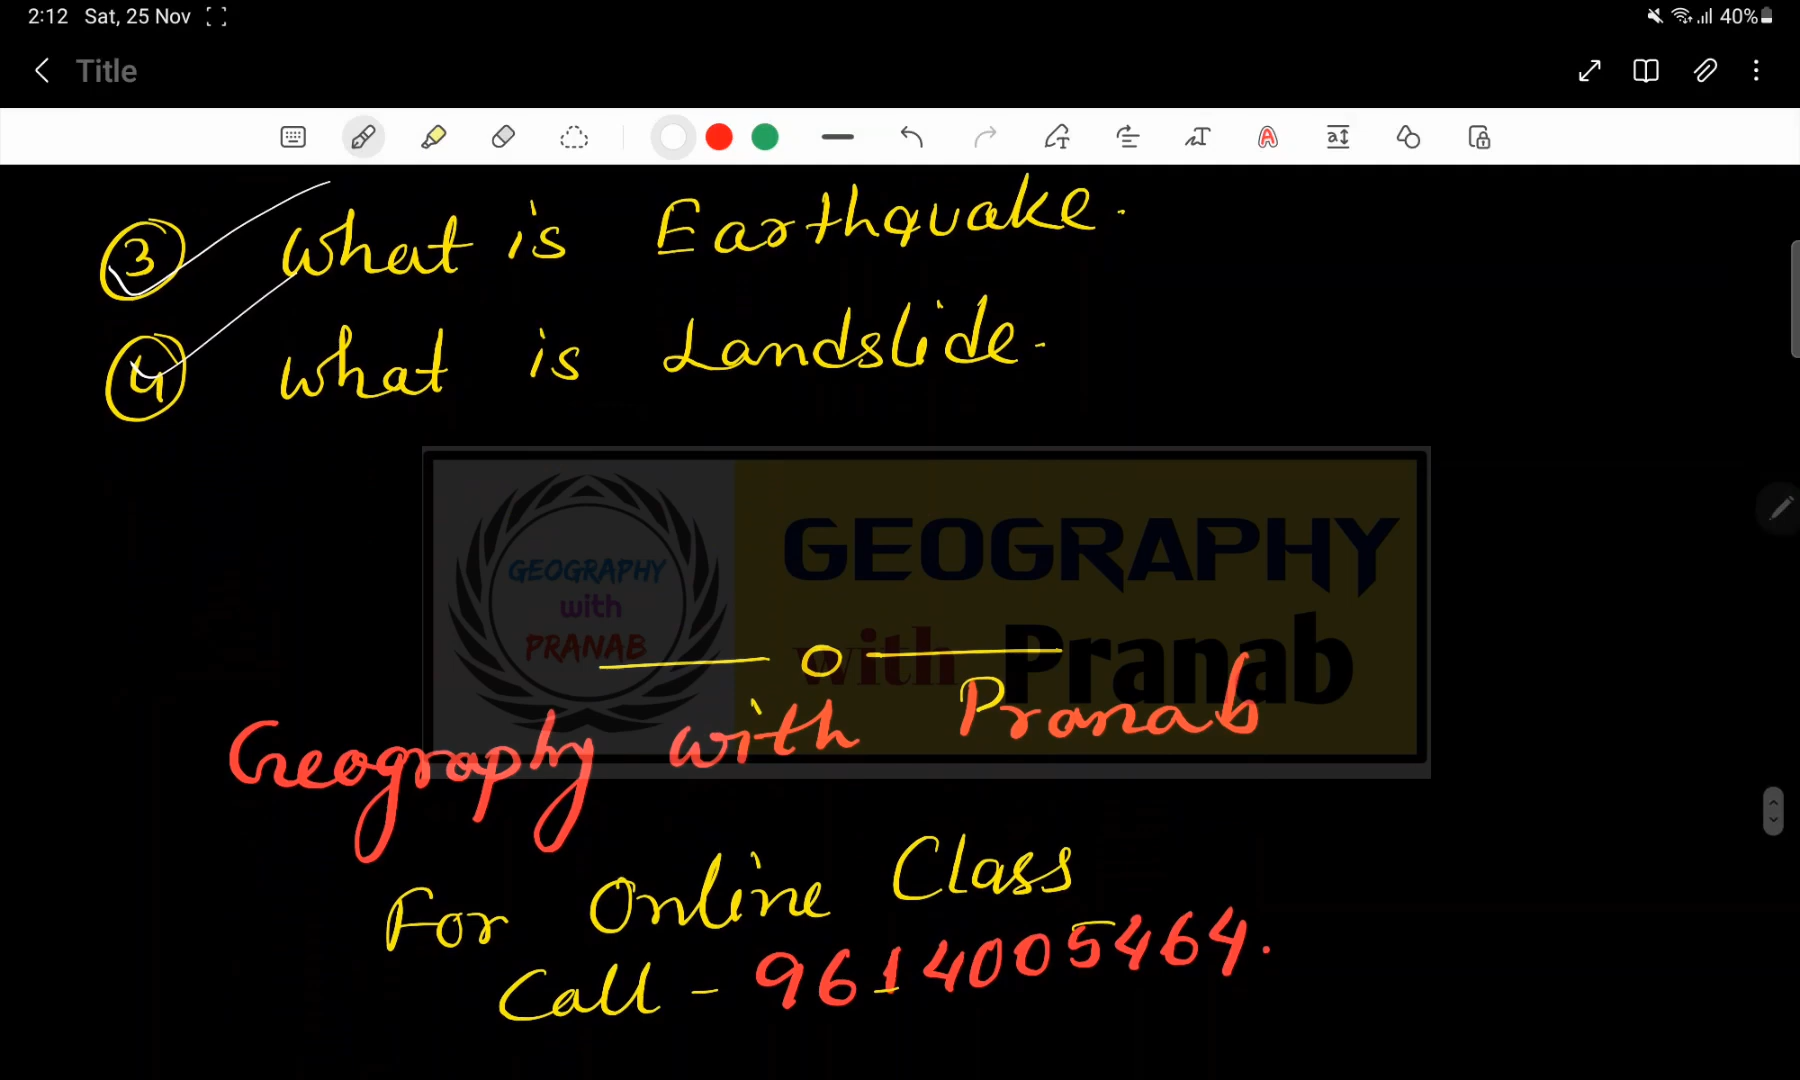 2:12 Sat, 25 Nov 40%
Title
3 What is Earthquake.
4 What is Landslide.
GEOGRAPHY
with
PRANAB
GEOGRAPHY
with Pranab
Geography with Pranab
For Online Class
Call - 9614005464.